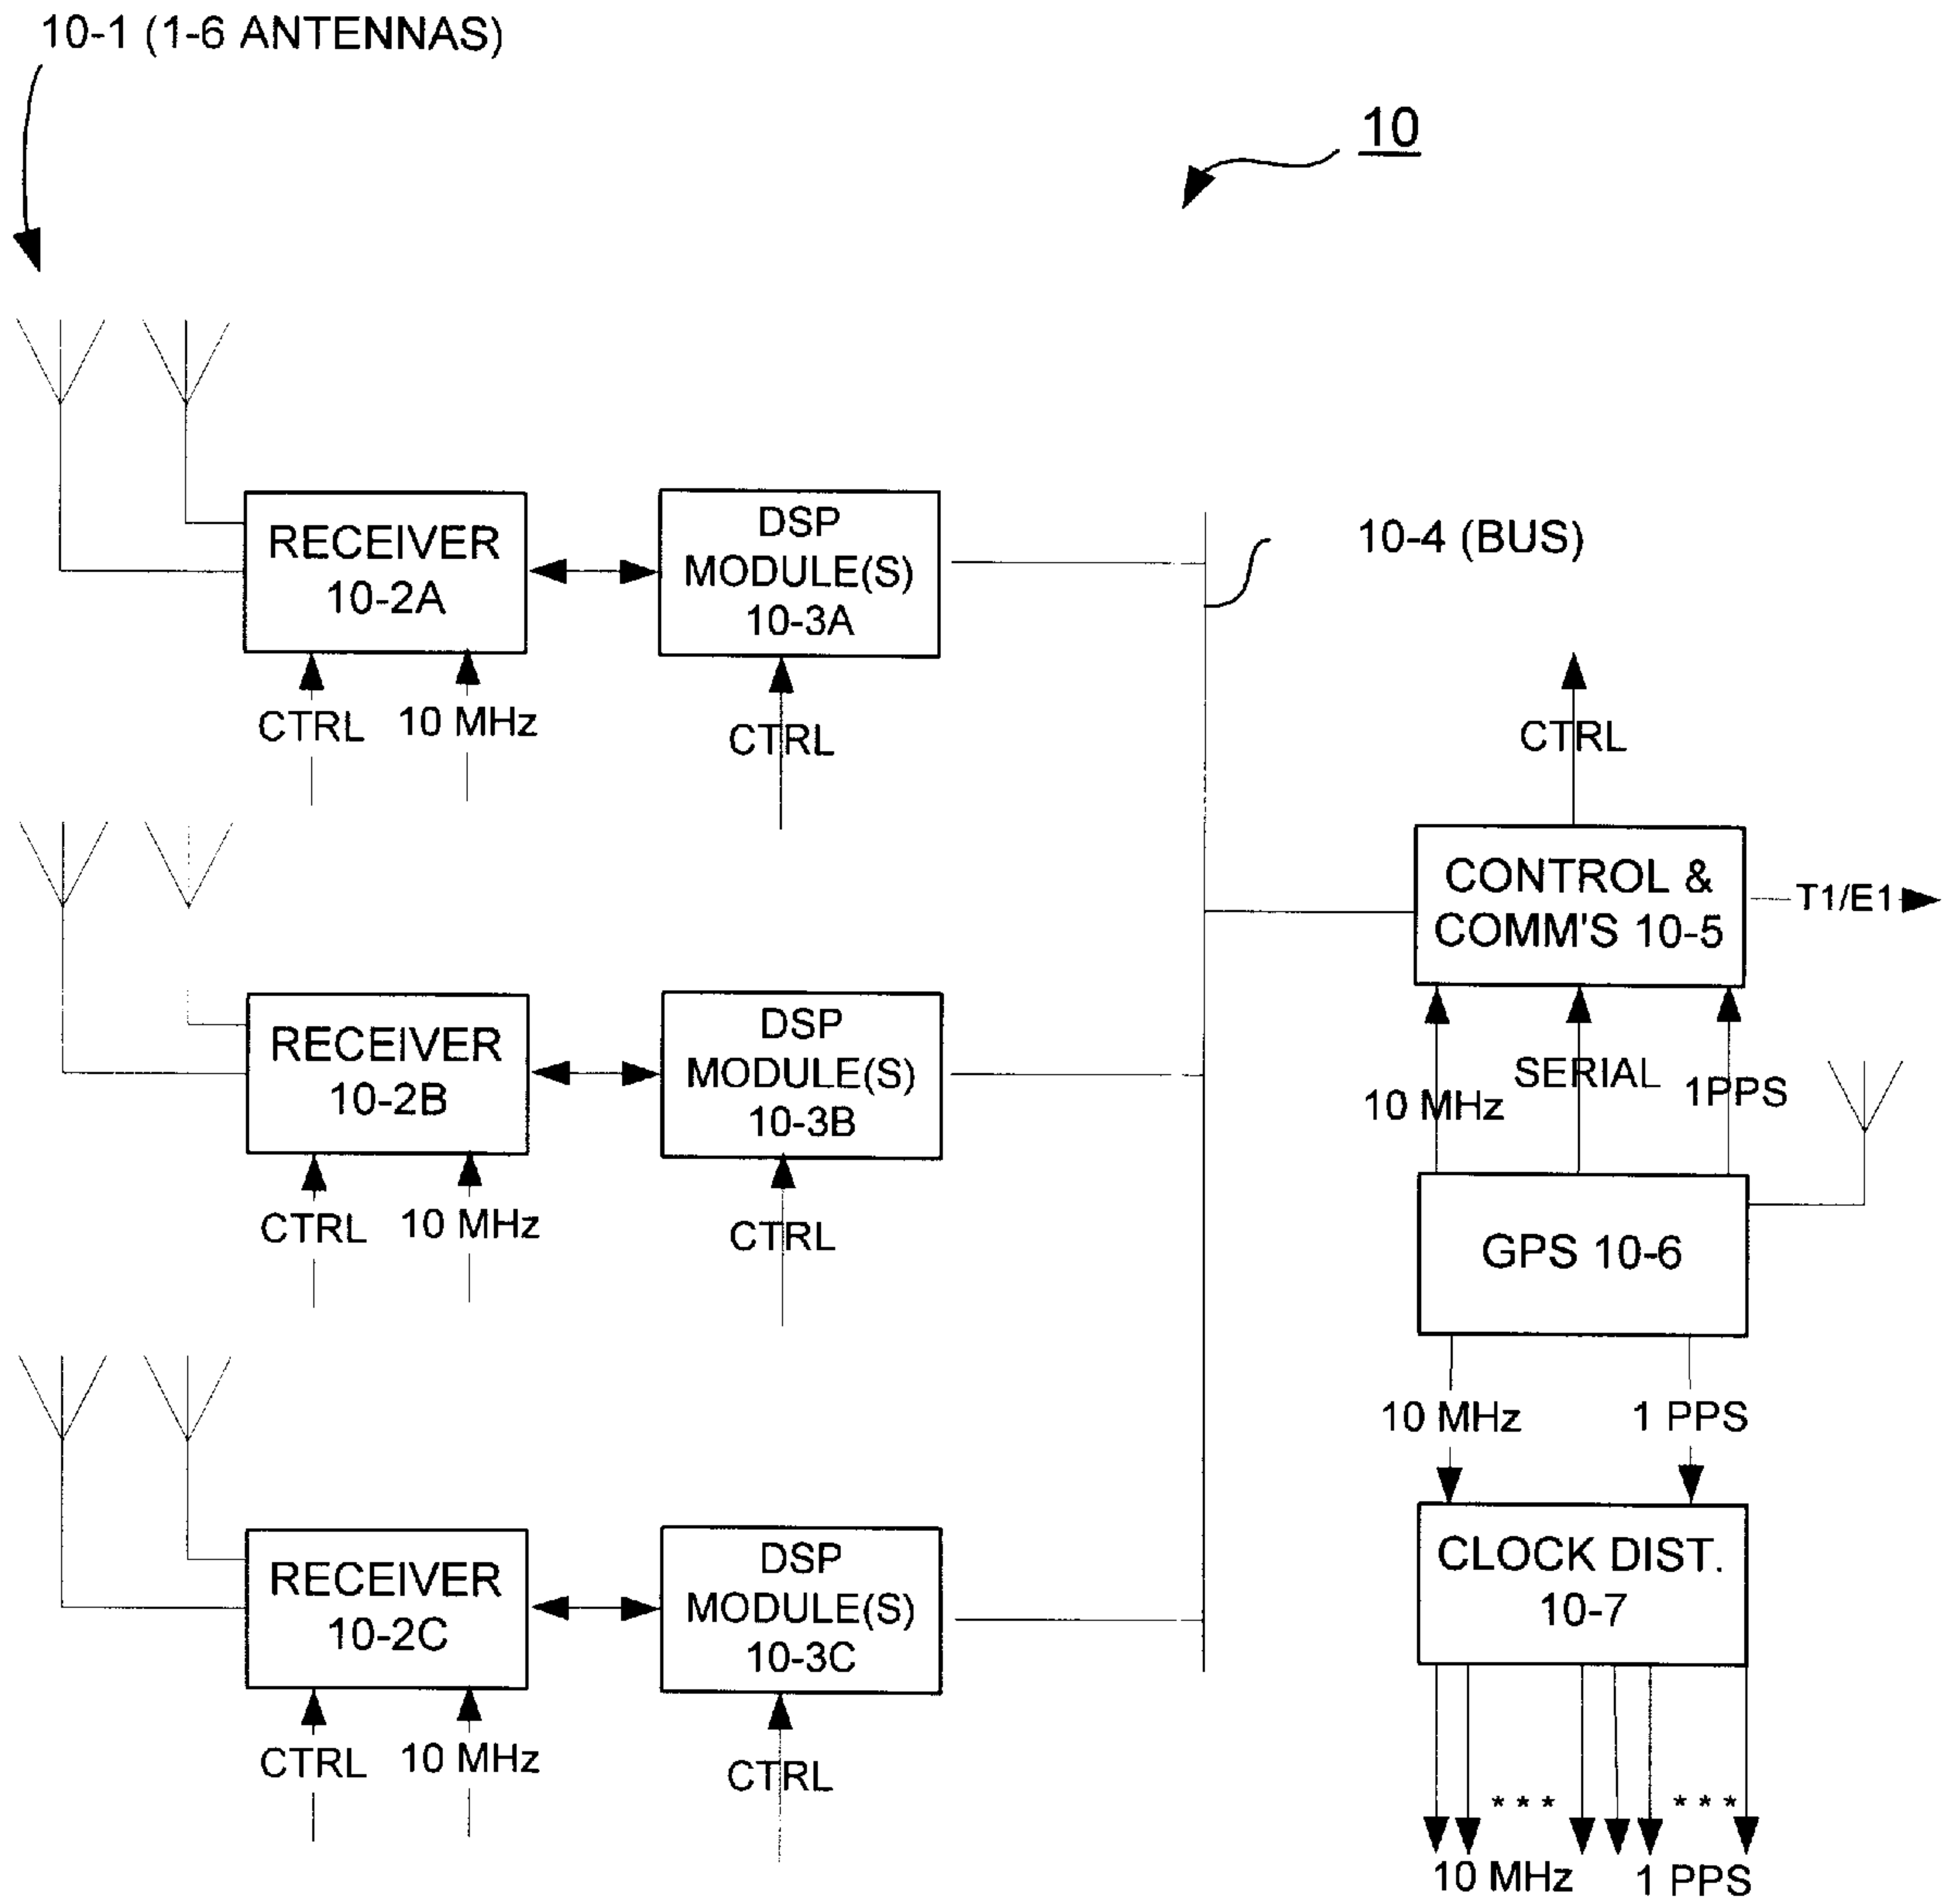 10-1 (1-6 ANTENNAS)
10
RECEIVER
10-2A
DSP
MODULE(S)
10-3A
10-4 (BUS)
CTRL
10 MHz
CTRL
CTRL
CONTROL &
COMM'S 10-5
T1/E1
RECEIVER
10-2B
DSP
MODULE(S)
10-3B
10 MHz
SERIAL
1PPS
CTRL
10 MHz
CTRL
GPS 10-6
10 MHz
1 PPS
RECEIVER
10-2C
DSP
MODULE(S)
10-3C
CLOCK DIST.
10-7
CTRL
10 MHz
CTRL
* * *
* * *
10 MHz
1 PPS